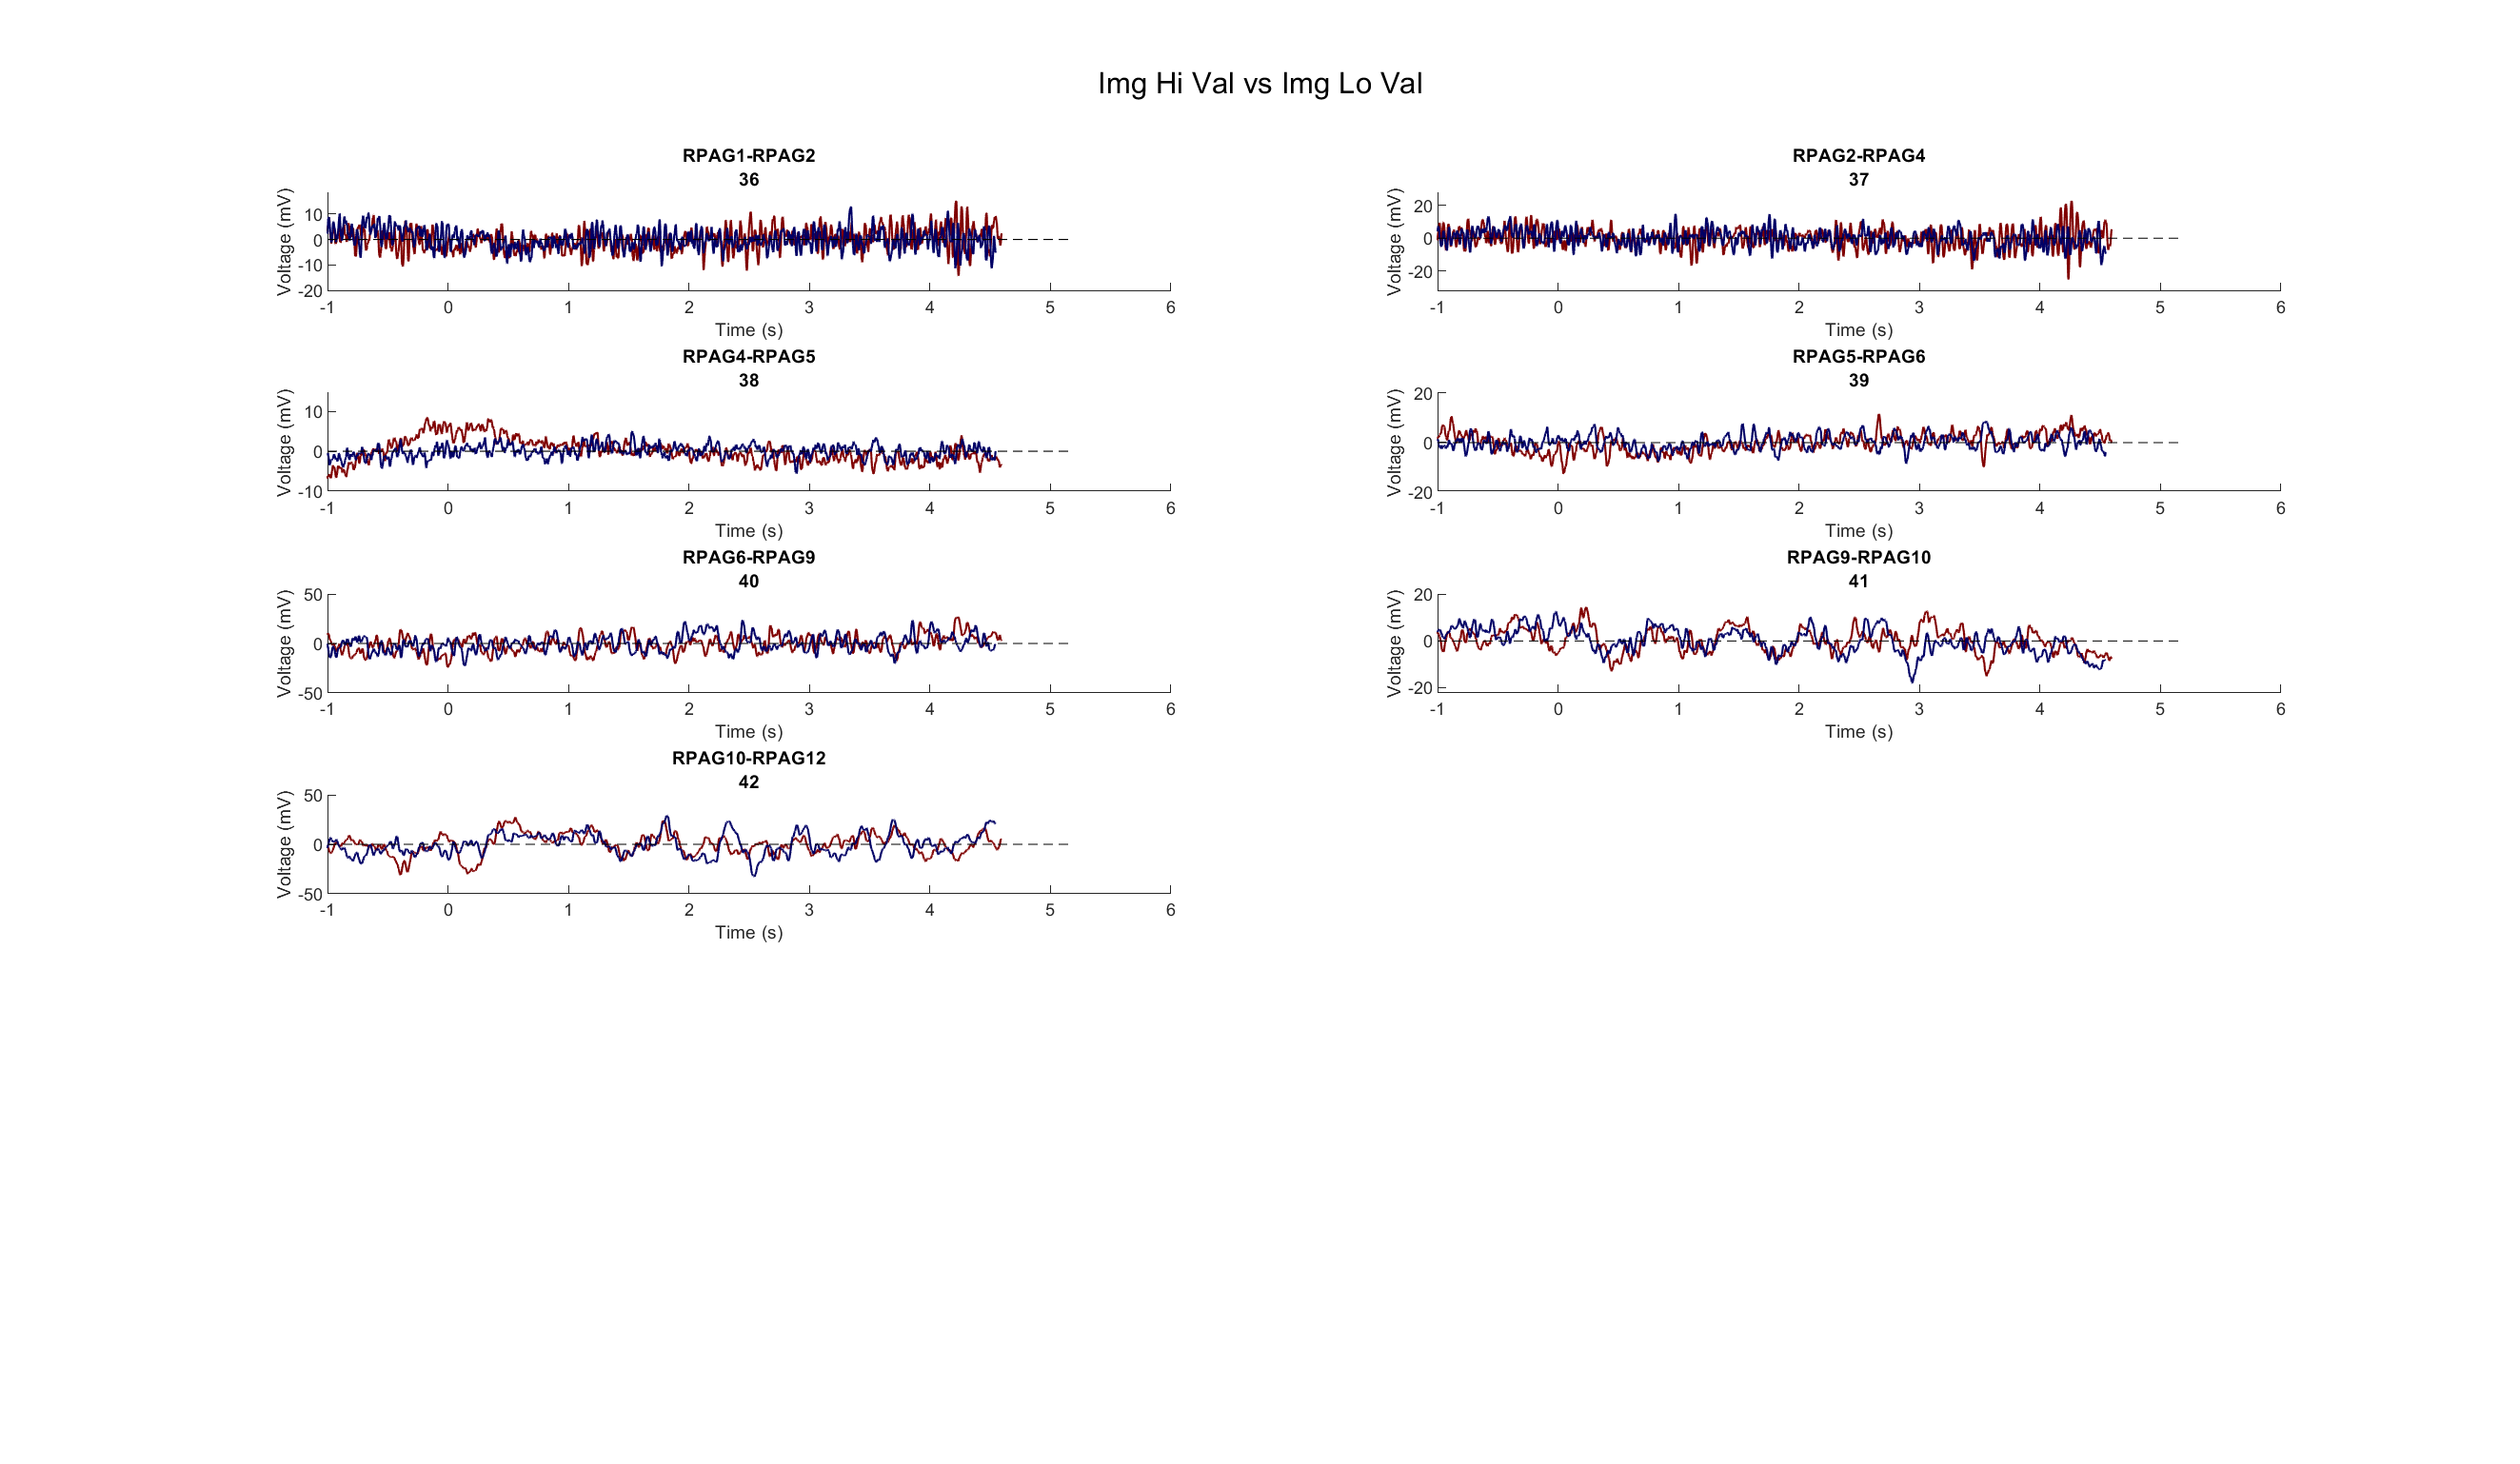 Img Hi Val vs Img Lo Val
RPAG1-RPAG2
36
Voltage (mV)
10
0
-10
-20
-1 0 1 2 3 4 5 6
Time (s)
RPAG2-RPAG4
37
Voltage (mV)
20
0
-20
-1 0 1 2 3 4 5 6
Time (s)
RPAG4-RPAG5
38
Voltage (mV)
10
0
-10
-1 0 1 2 3 4 5 6
Time (s)
RPAG5-RPAG6
39
Voltage (mV)
20
0
-20
-1 0 1 2 3 4 5 6
Time (s)
RPAG6-RPAG9
40
Voltage (mV)
50
0
-50
-1 0 1 2 3 4 5 6
Time (s)
RPAG9-RPAG10
41
Voltage (mV)
20
0
-20
-1 0 1 2 3 4 5 6
Time (s)
RPAG10-RPAG12
42
Voltage (mV)
50
0
-50
-1 0 1 2 3 4 5 6
Time (s)